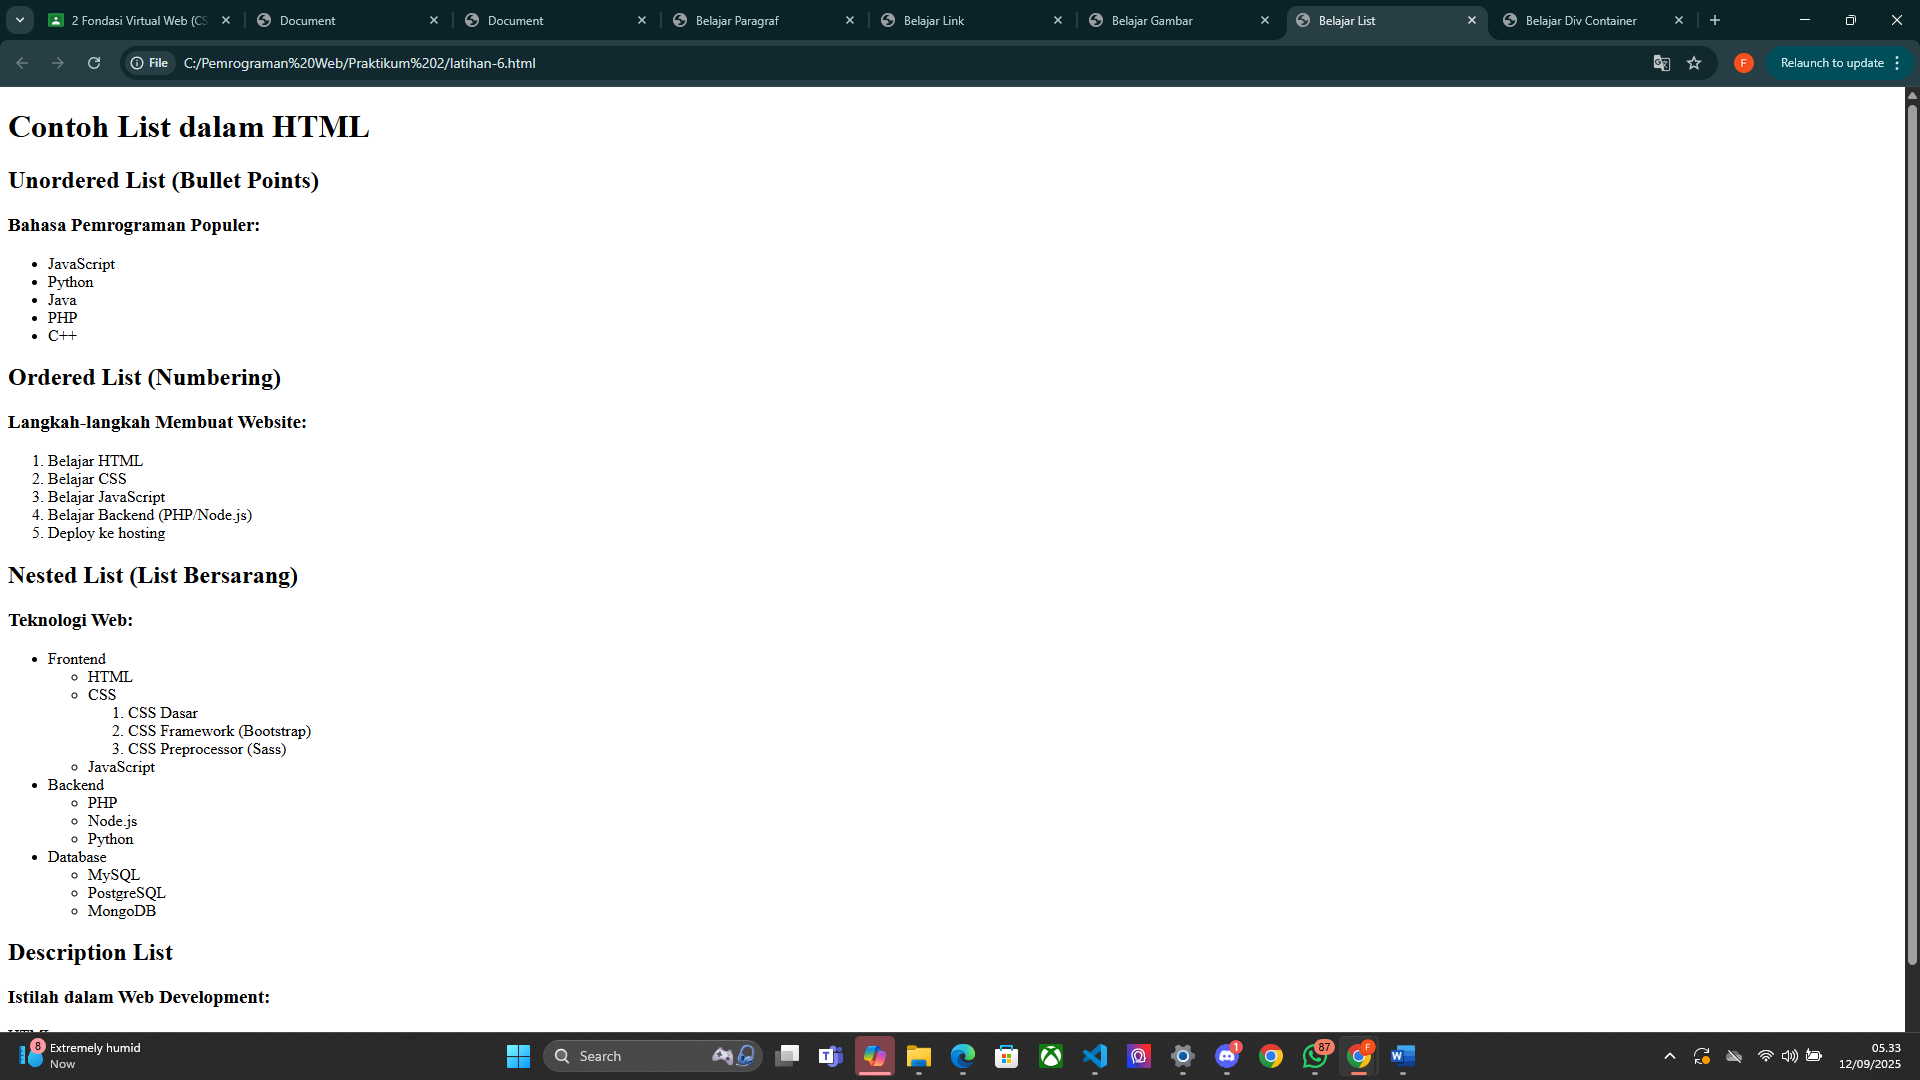 2 Fondasi Virtual Web (CS
Document
Document
Belajar Paragraf
Belajar Link
Belajar Gambar
Belajar List
Belajar Div Container
File
C:/Pemrograman%20Web/Praktikum%202/latihan-6.html
F
Relaunch to update
Contoh List dalam HTML
Unordered List (Bullet Points)
Bahasa Pemrograman Populer:
• JavaScript
• Python
• Java
• PHP
• C++
Ordered List (Numbering)
Langkah-langkah Membuat Website:
1. Belajar HTML
2. Belajar CSS
3. Belajar JavaScript
4. Belajar Backend (PHP/Node.js)
5. Deploy ke hosting
Nested List (List Bersarang)
Teknologi Web:
• Frontend
◦ HTML
◦ CSS
1. CSS Dasar
2. CSS Framework (Bootstrap)
3. CSS Preprocessor (Sass)
◦ JavaScript
• Backend
◦ PHP
◦ Node.js
◦ Python
• Database
◦ MySQL
◦ PostgreSQL
◦ MongoDB
Description List
Istilah dalam Web Development:
8
Extremely humid
Now
Search
1
87
F
05.33
12/09/2025